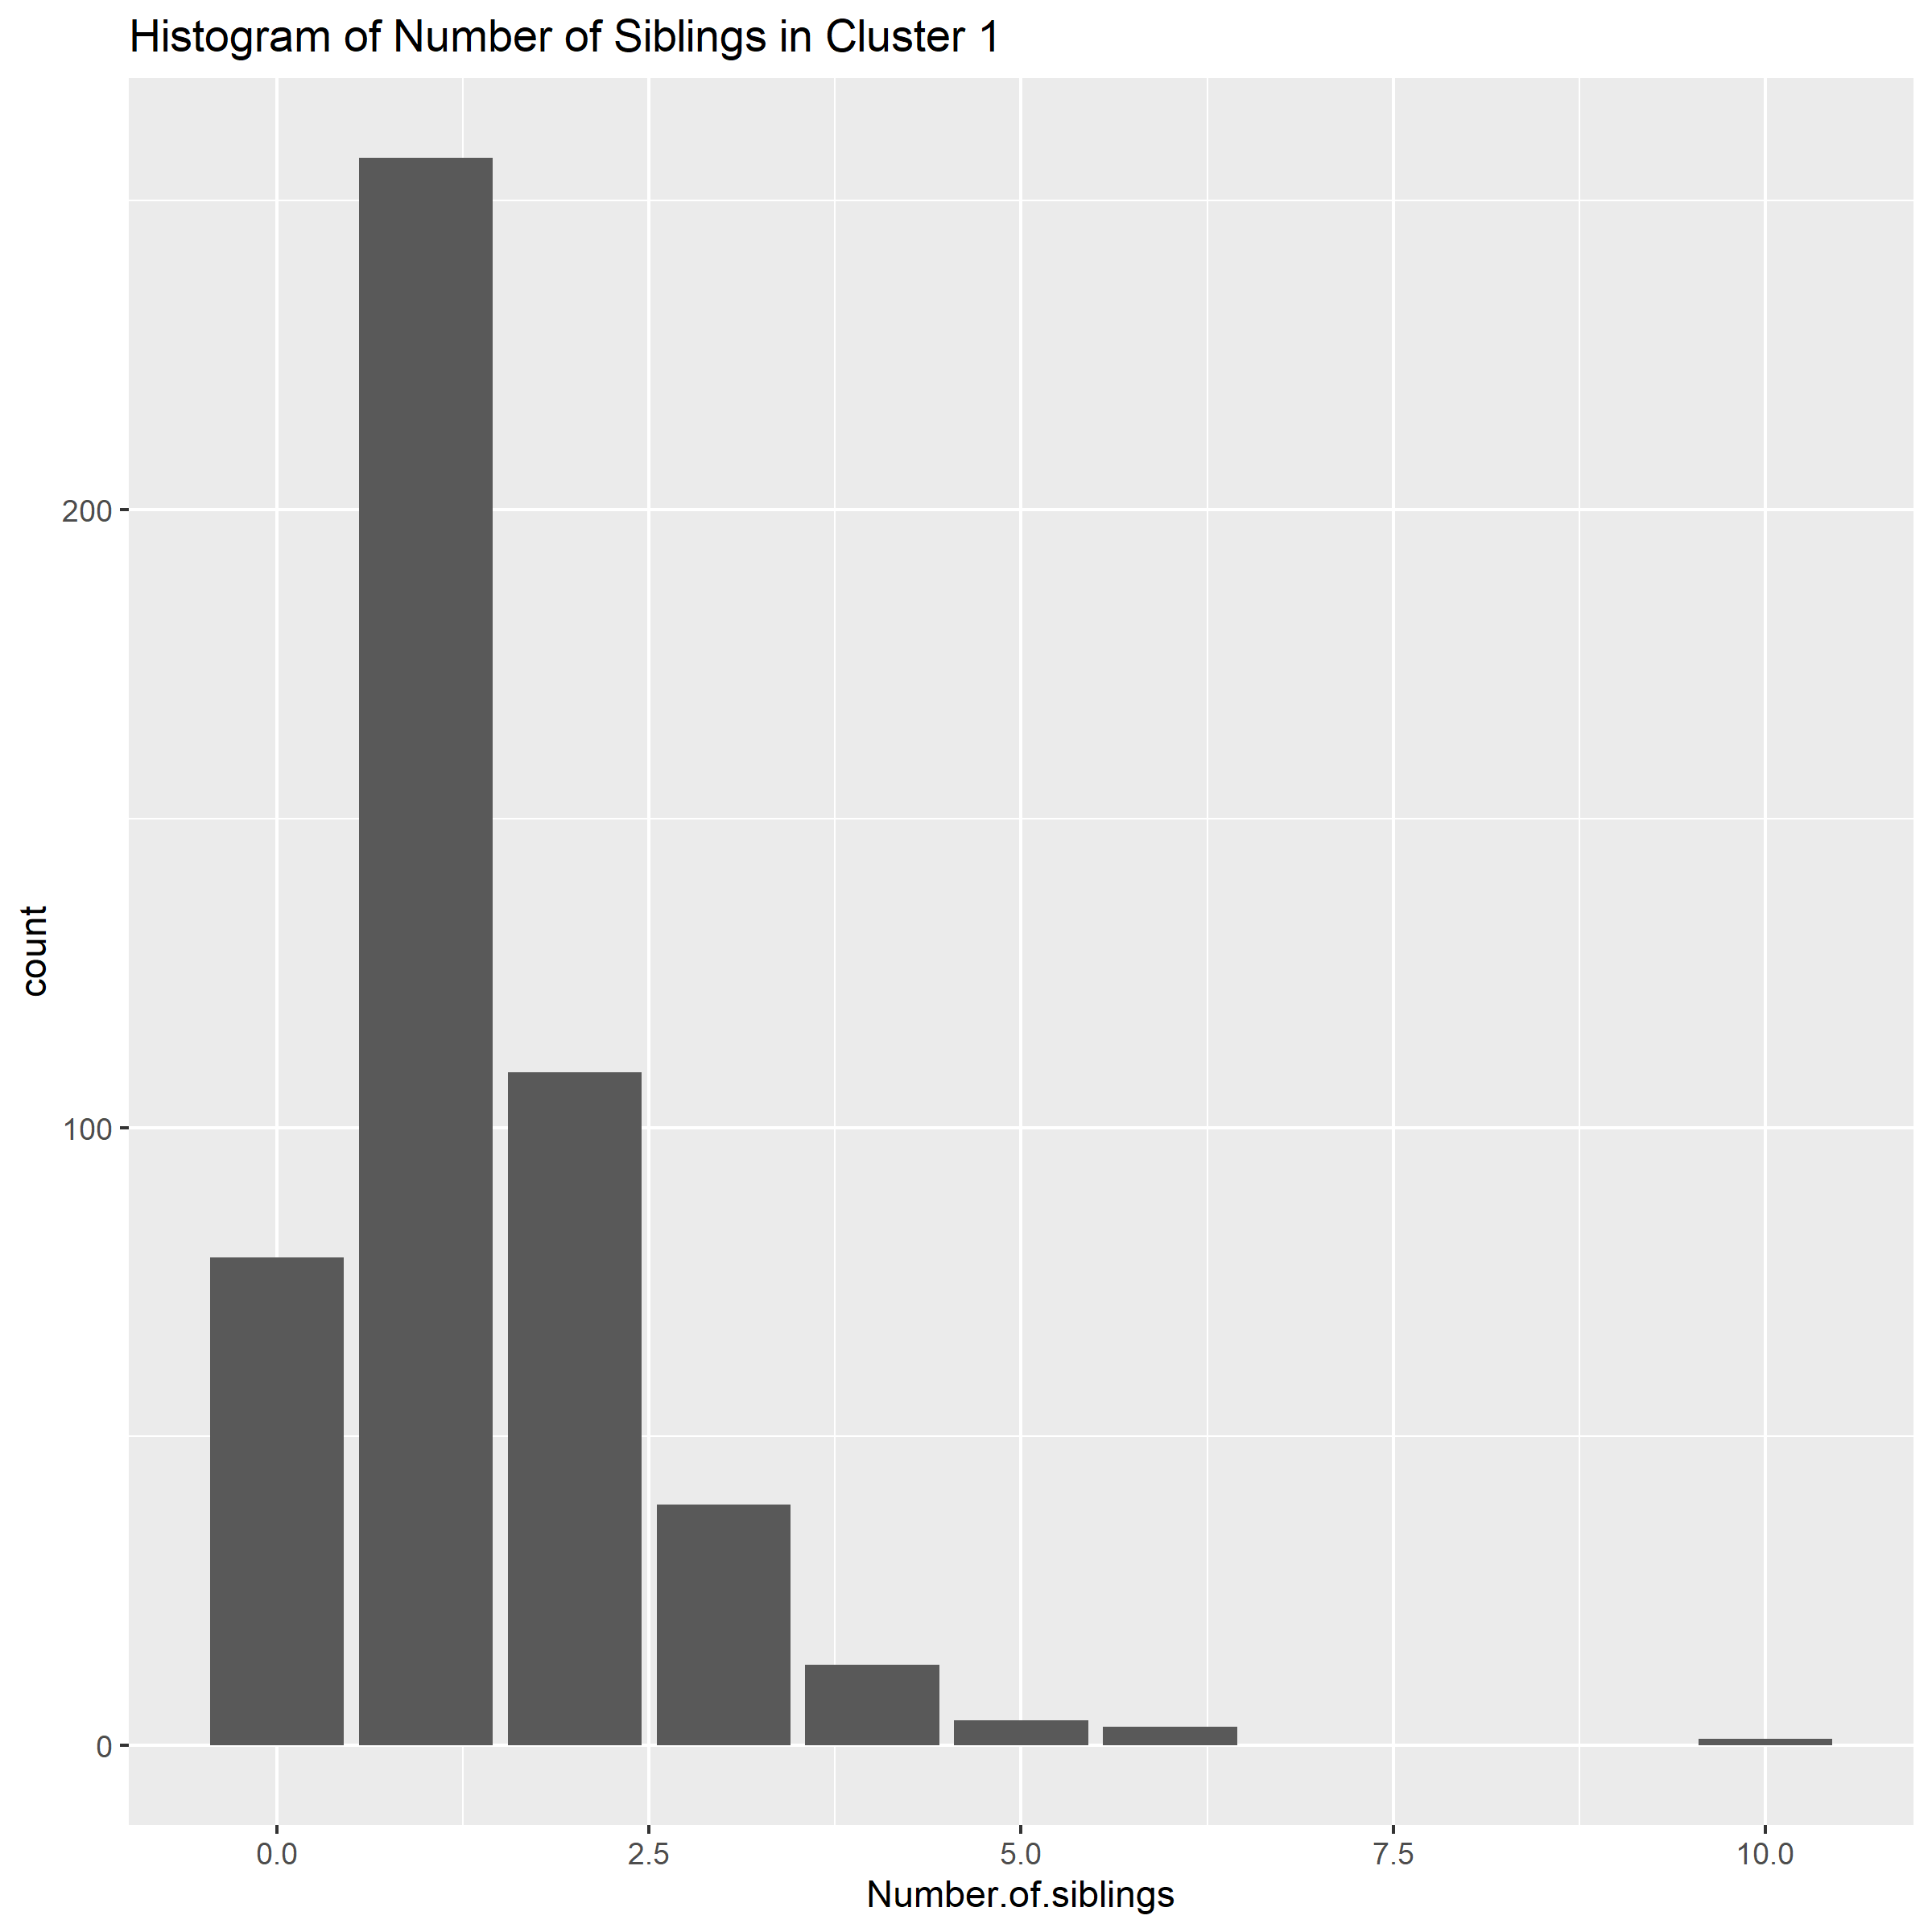 Histogram of Number of Siblings in Cluster 1
count
200
100
0
0.0 2.5 5.0 7.5 10.0
Number.of.siblings